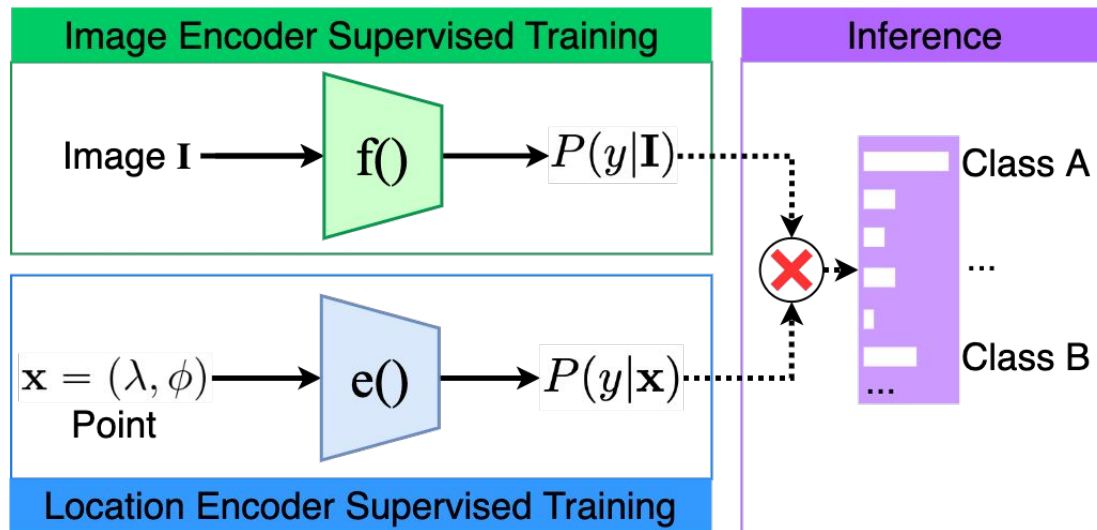 Image Encoder Supervised Training
Inference
Image I
f()
P(y|I)
Class A
...
Class B
...
x = (λ, ϕ)
Point
e()
P(y|x)
Location Encoder Supervised Training